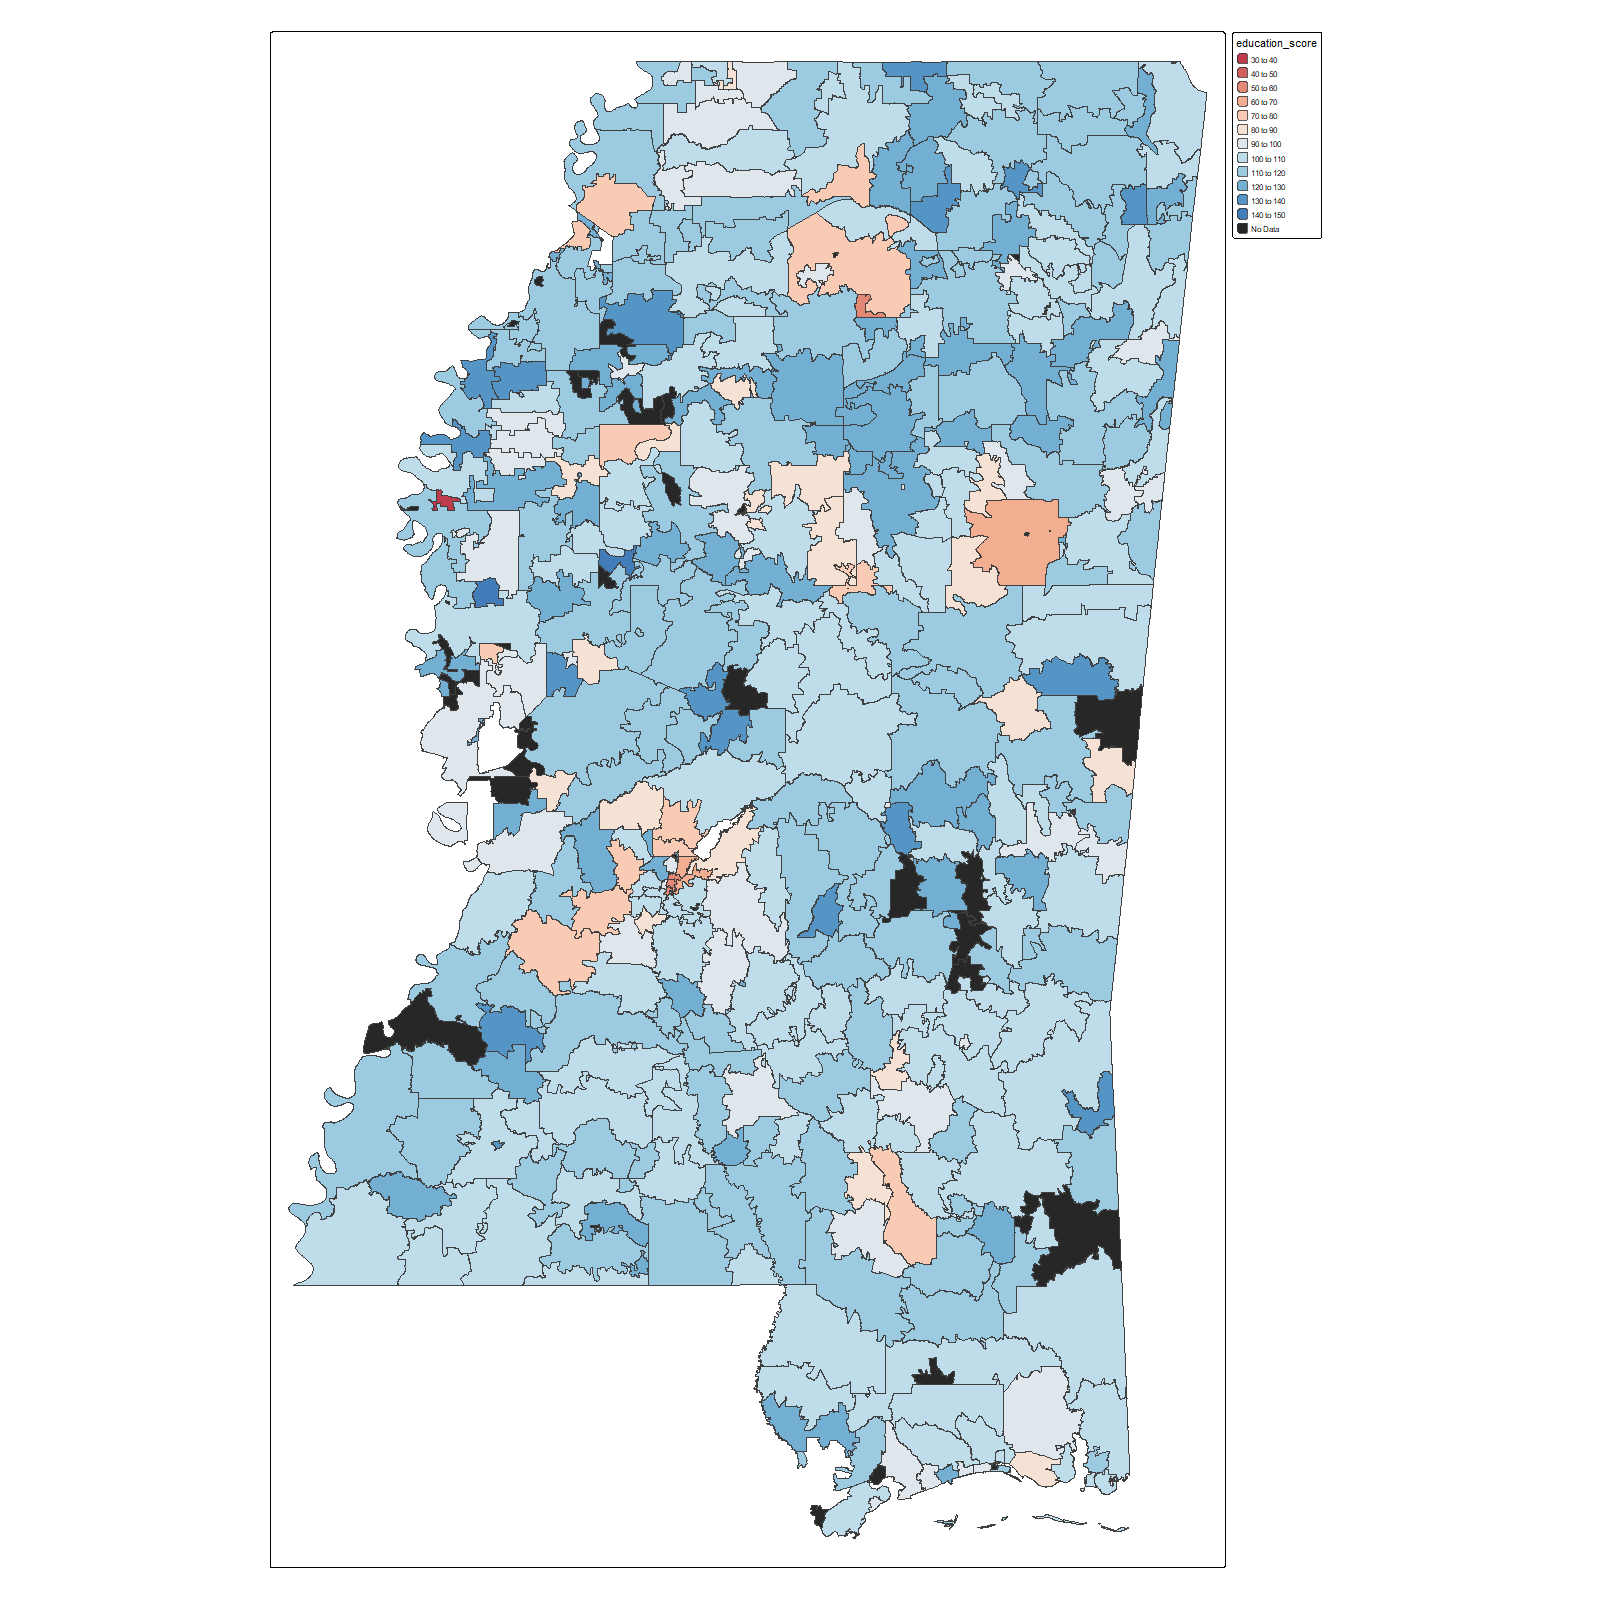 education_score
30 to 40
40 to 50
50 to 60
60 to 70
70 to 80
80 to 90
90 to 100
100 to 110
110 to 120
120 to 130
130 to 140
140 to 150
No Data